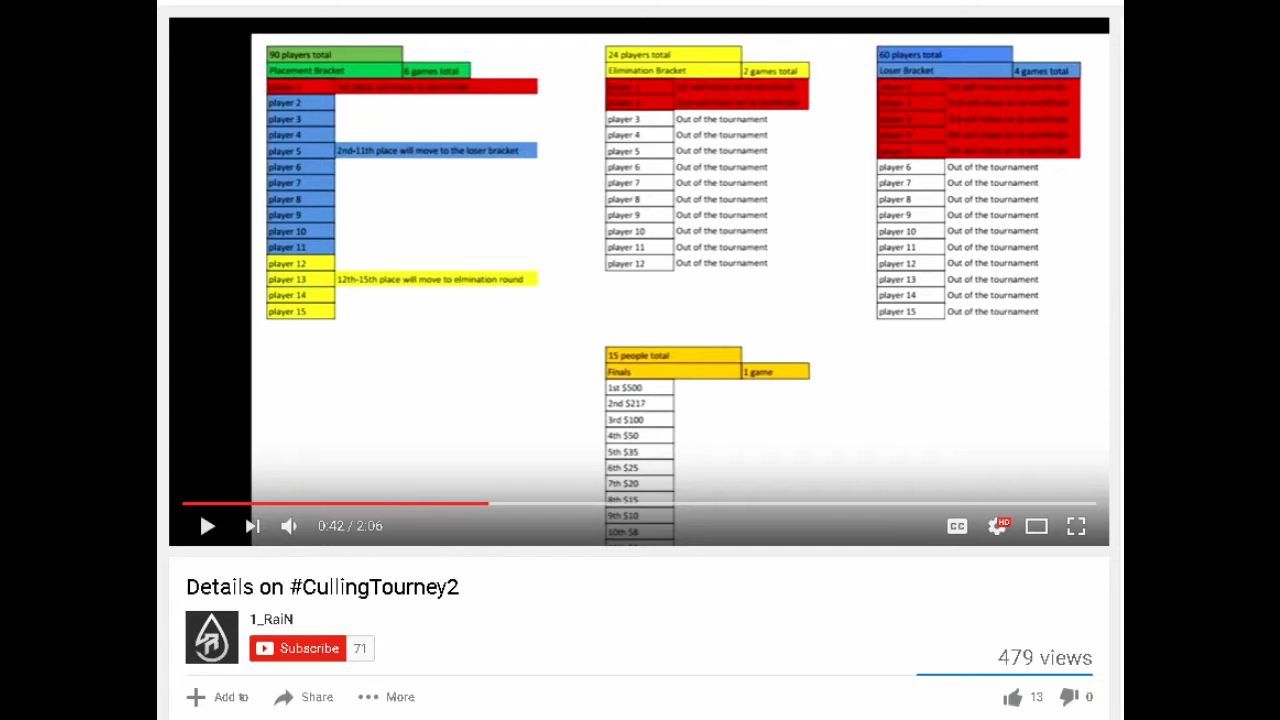 90 players total
Placement Bracket 6 games total
player 1
player 2
player 3
player 4
player 5 2nd-11th place will move to the loser bracket
player 6
player 7
player 8
player 9
player 10
player 11
player 12
player 13 12th-15th place will move to elmination round
player 14
player 15
24 players total
Elimination Bracket 2 games total
player 3 Out of the tournament
player 4 Out of the tournament
player 5 Out of the tournament
player 6 Out of the tournament
player 7 Out of the tournament
player 8 Out of the tournament
player 9 Out of the tournament
player 10 Out of the tournament
player 11 Out of the tournament
player 12 Out of the tournament
60 players total
Loser Bracket 4 games total
player 6 Out of the tournament
player 7 Out of the tournament
player 8 Out of the tournament
player 9 Out of the tournament
player 10 Out of the tournament
player 11 Out of the tournament
player 12 Out of the tournament
player 13 Out of the tournament
player 14 Out of the tournament
player 15 Out of the tournament
15 people total
Finals 1 game
1st $500
2nd $217
3rd $100
4th $50
5th $35
6th $25
7th $20
8th $15
9th $10
10th $8
0:42 / 2:06
CC HD
Details on #CullingTourney2
1_RaiN
Subscribe 71
479 views
Add to Share More
13 0